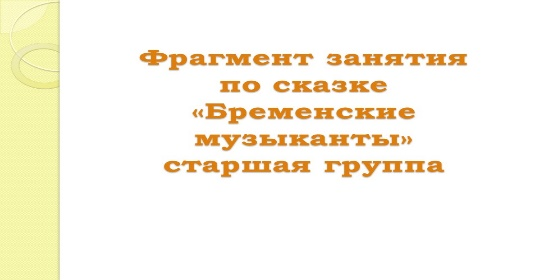 Фрагмент занятия
по сказке
«Бременские
музыканты»
старшая группа